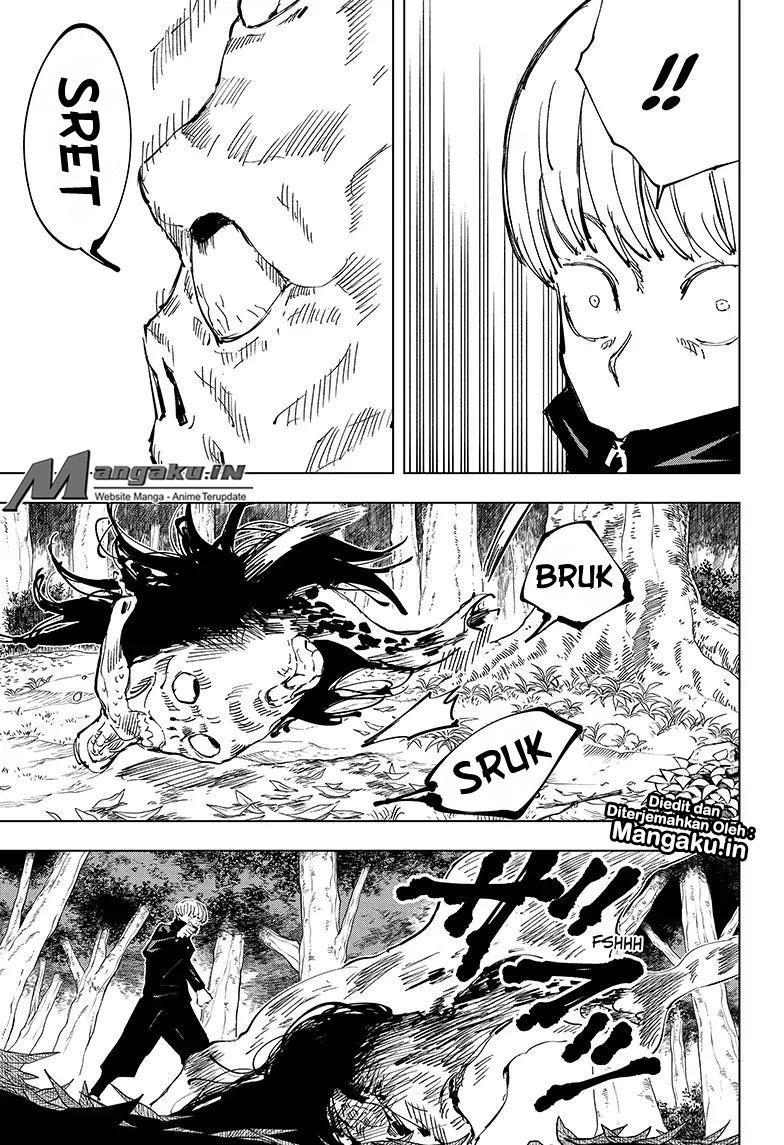 !!
SRET
Mangaku.IN
Website Manga - Anime Terupdate
BRUK
SRUK
Diedit dan
Diterjemahkan Oleh :
Mangaku.in
FSHHH